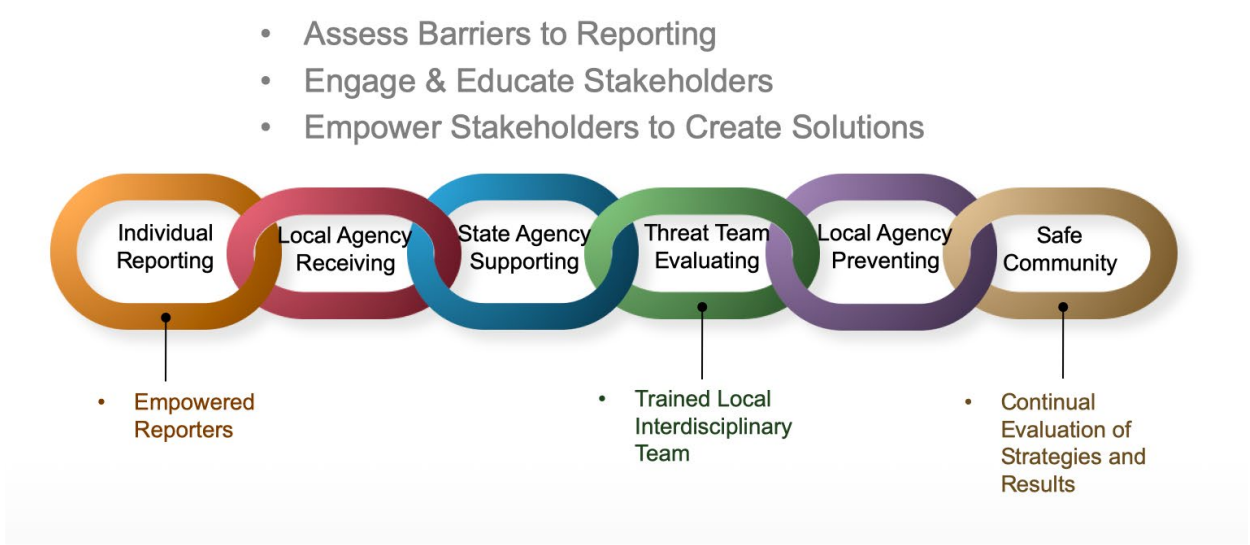 • Assess Barriers to Reporting
• Engage & Educate Stakeholders
• Empower Stakeholders to Create Solutions
Individual
Reporting
Local Agency
Receiving
State Agency
Supporting
Threat Team
Evaluating
Local Agency
Preventing
Safe
Community
• Empowered
Reporters
• Trained Local
Interdisciplinary
Team
• Continual
Evaluation of
Strategies and
Results